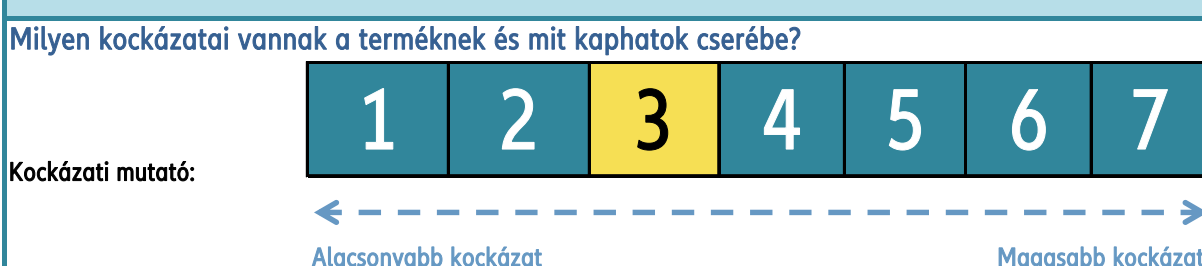 Milyen kockázatai vannak a terméknek és mit kaphatok cserébe?
1 2 3 4 5 6 7
Kockázati mutató:
Alacsonyabb kockázat Magasabb kockázat